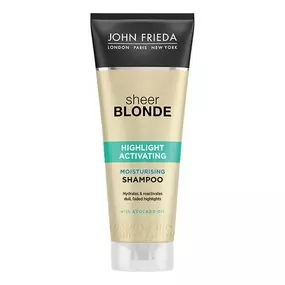 JOHN FRIEDA
LONDON • PARIS • NEW YORK
sheer
BLONDE
HIGHLIGHT
ACTIVATING
MOISTURISING
SHAMPOO
Hydrates & reactivates
dull, faded highlights